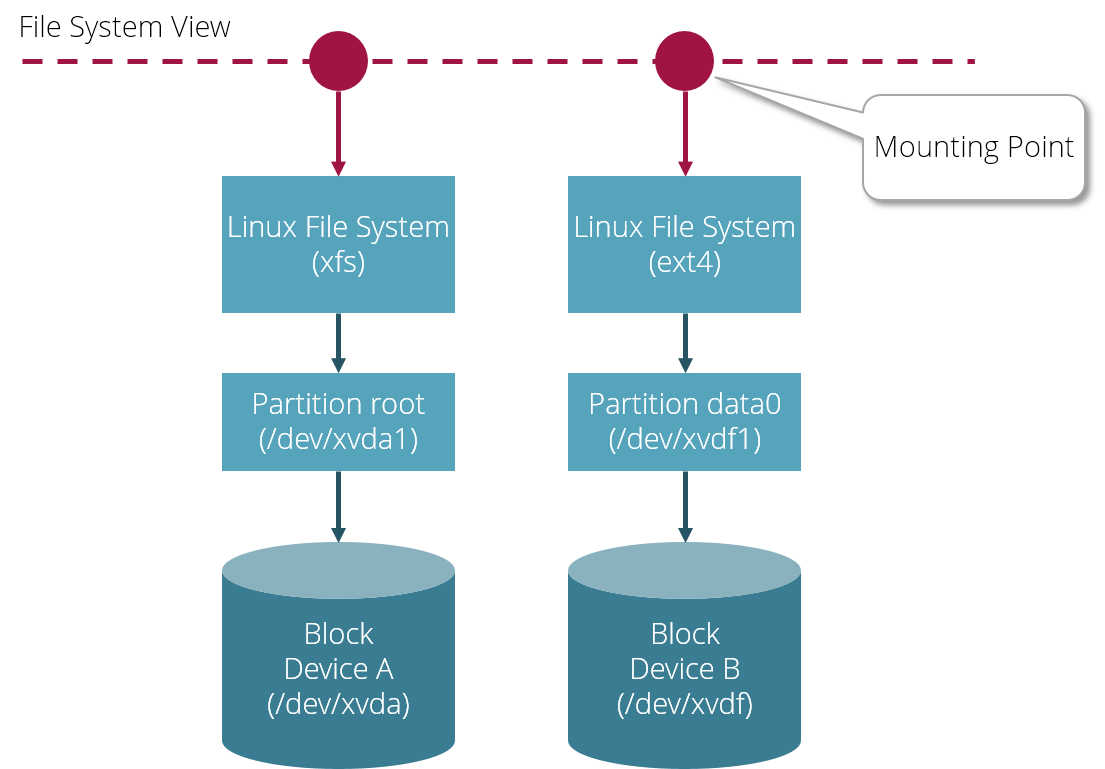 File System View
Mounting Point
Linux File System
(xfs)
Linux File System
(ext4)
Partition root
(/dev/xvda1)
Partition data0
(/dev/xvdf1)
Block
Device A
(/dev/xvda)
Block
Device B
(/dev/xvdf)